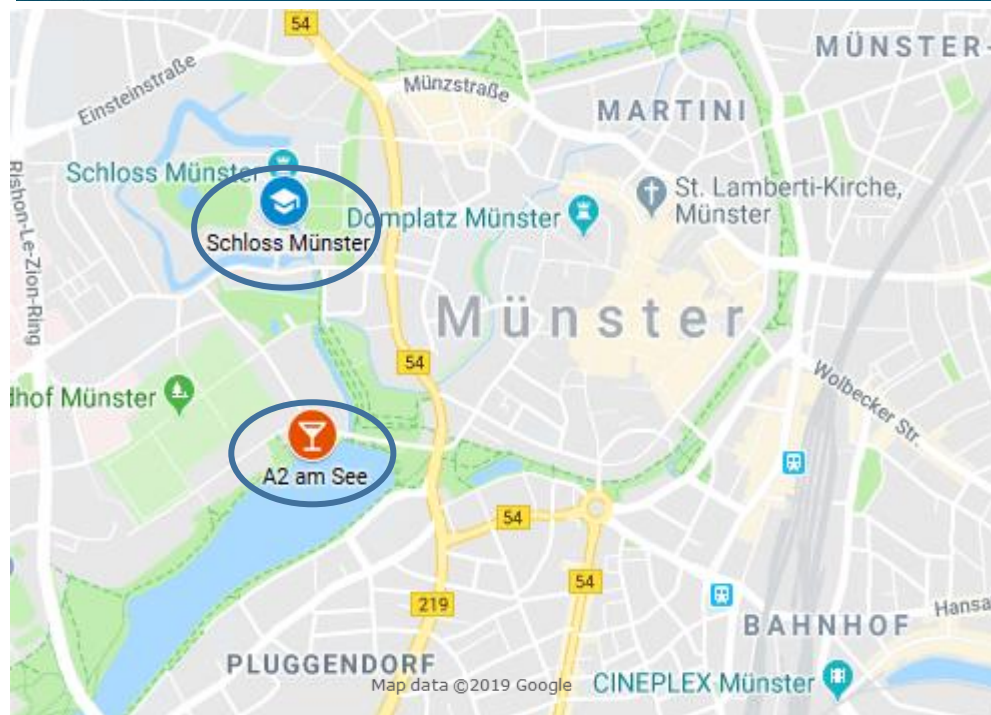 54
MÜNSTER-
Einsteinstraße
Münzstraße
MARTINI
Schloss Münster
St. Lamberti-Kirche,
Münster
Rishon-Le-Zion-Ring
Domplatz Münster
Schloss Münster
Münster
54
Wolbecker Str.
dhof Münster
A2 am See
54
54
219
Hansa
BAHNHOF
PLUGGENDORF
Map data ©2019 Google
CINEPLEX Münster